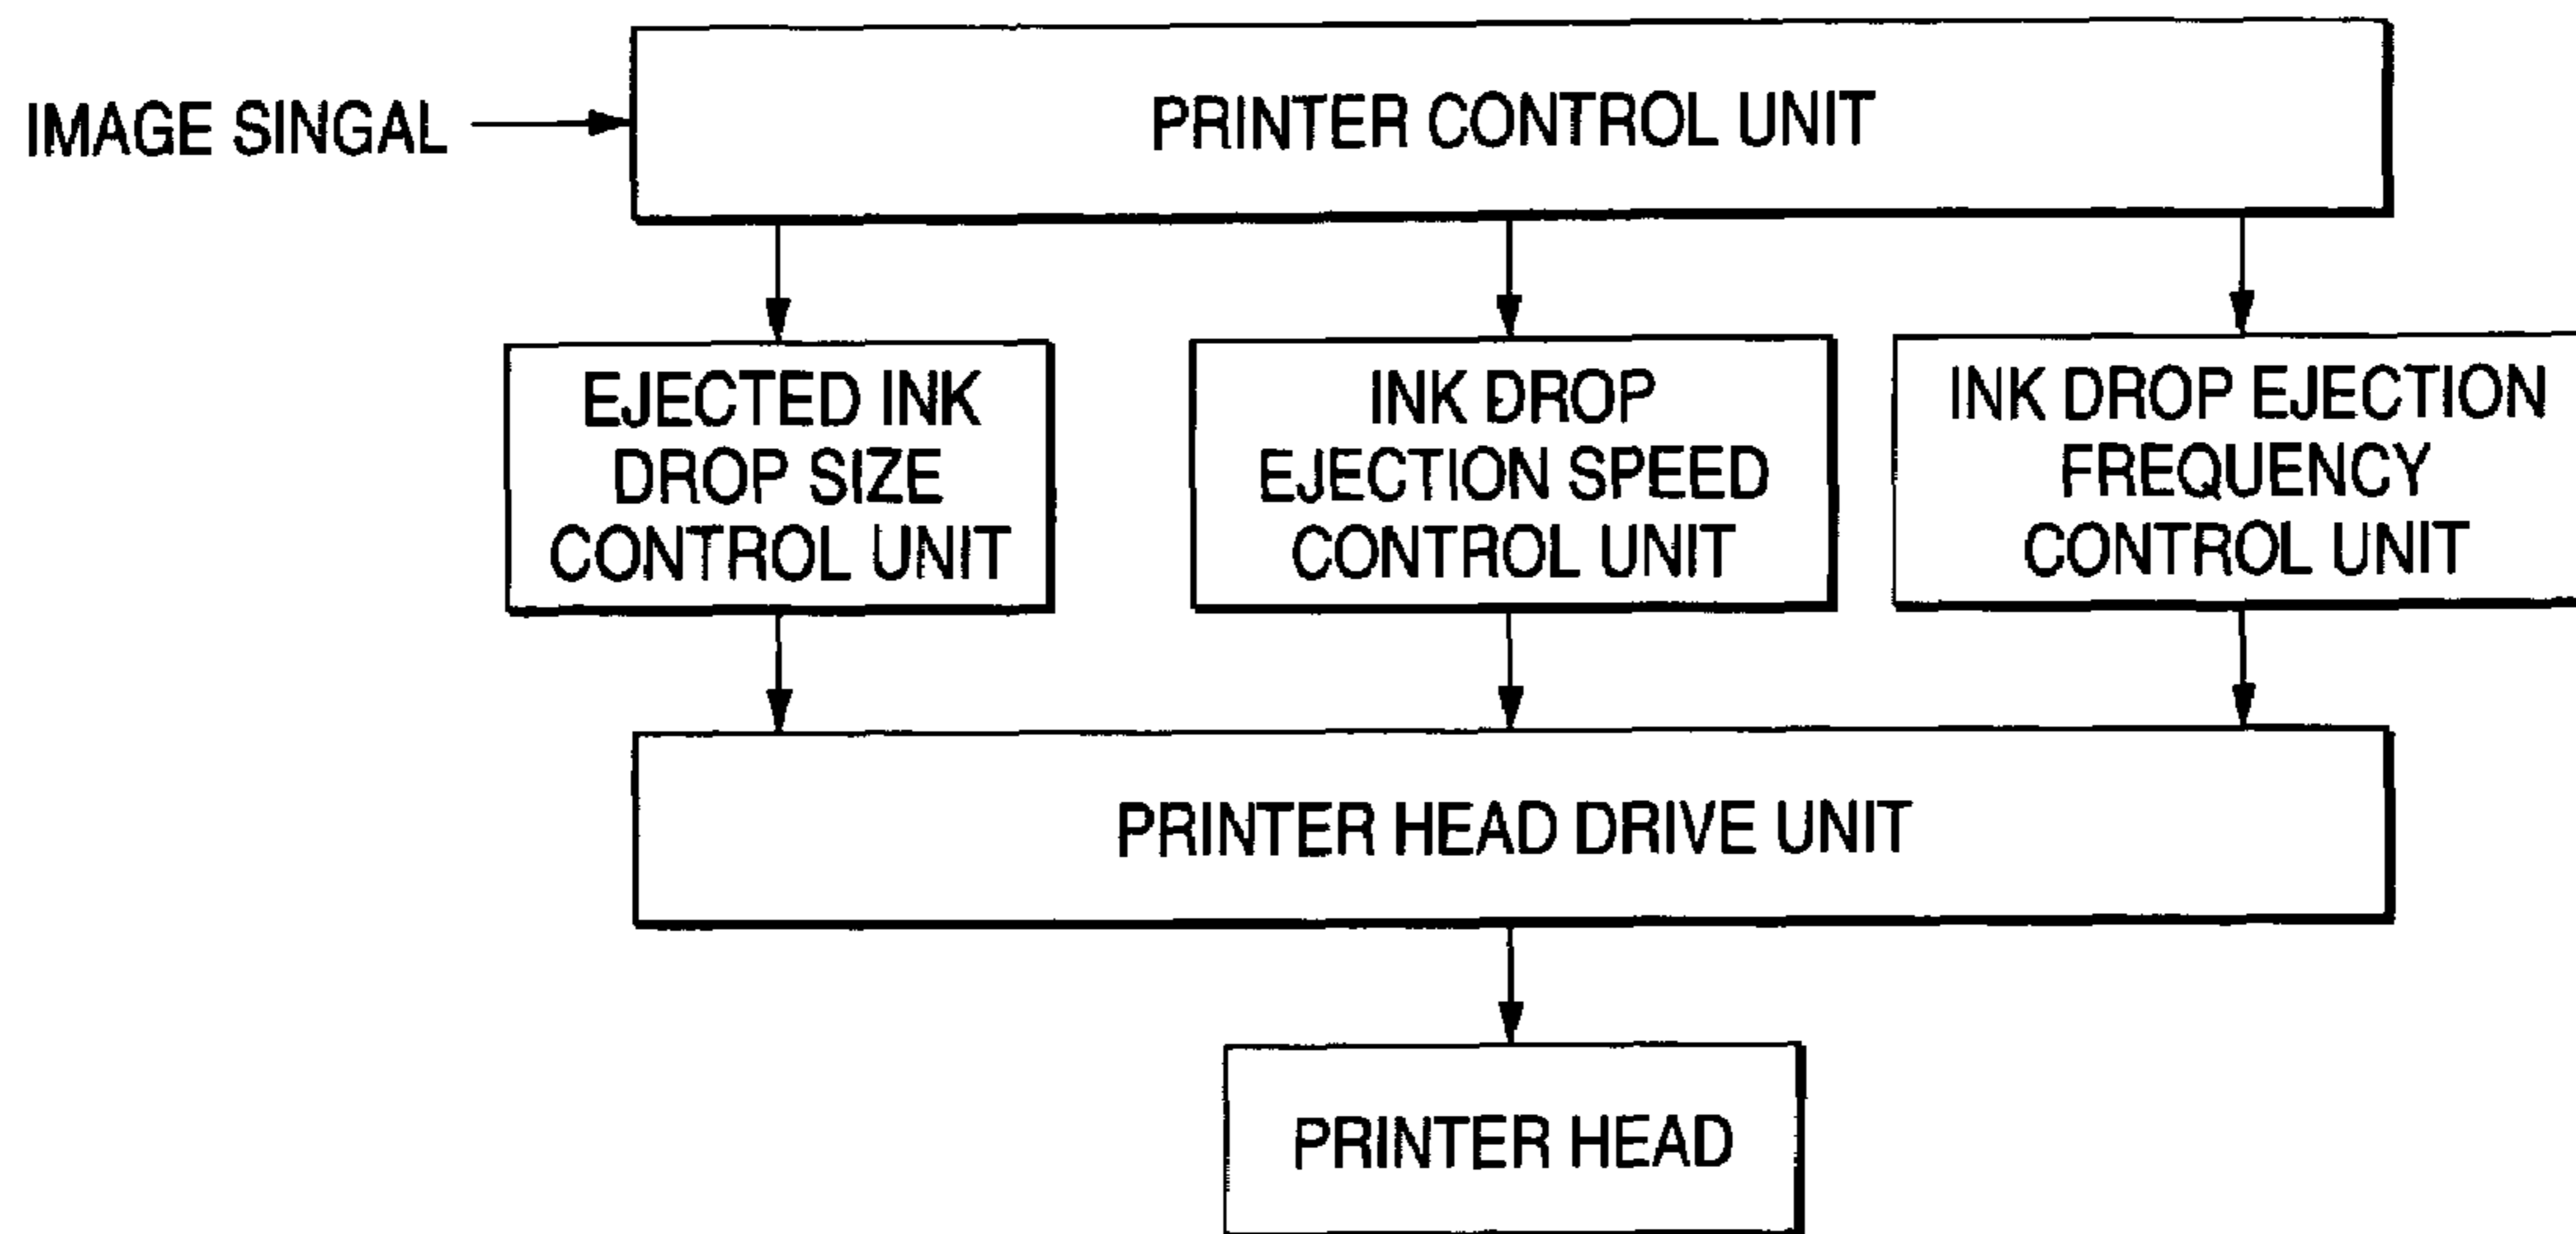 IMAGE SINGAL
PRINTER CONTROL UNIT
EJECTED INK
DROP SIZE
CONTROL UNIT
INK DROP
EJECTION SPEED
CONTROL UNIT
INK DROP EJECTION
FREQUENCY
CONTROL UNIT
PRINTER HEAD DRIVE UNIT
PRINTER HEAD